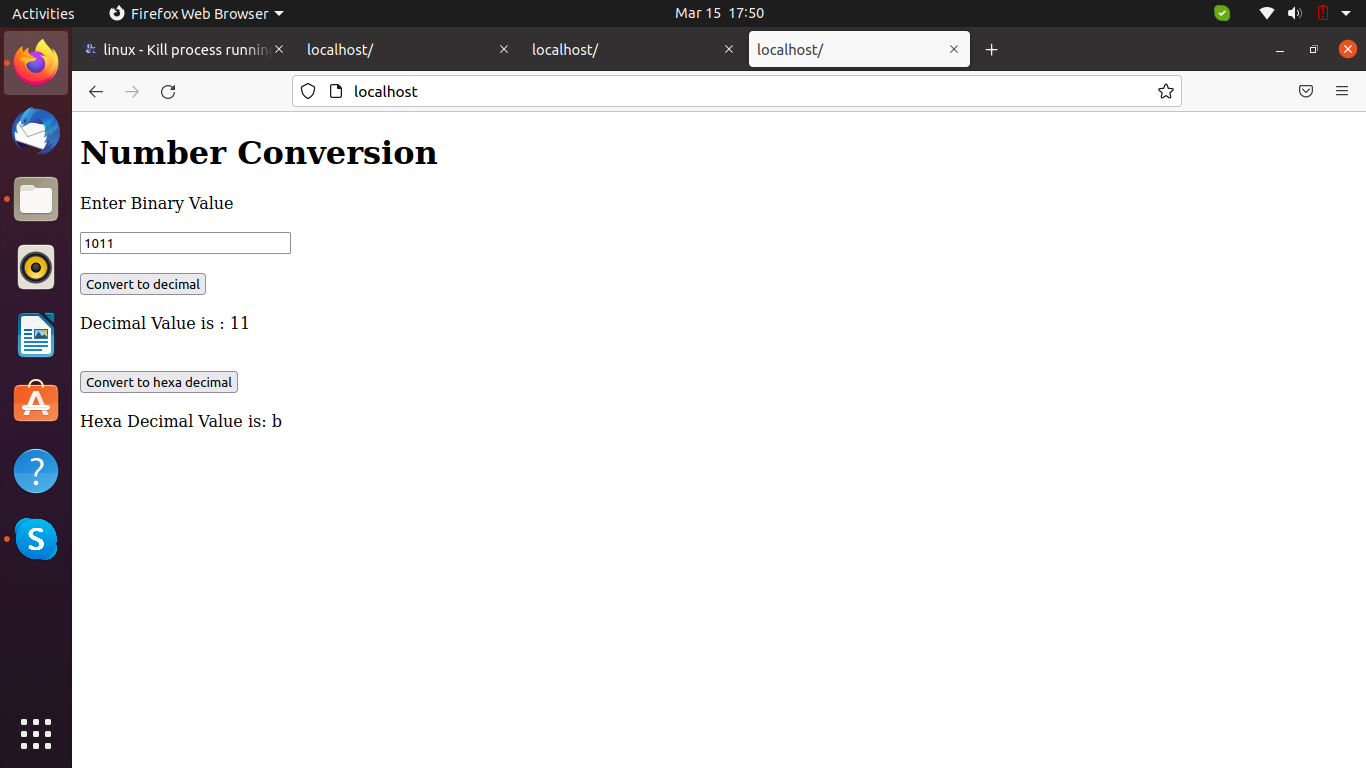 Activities Firefox Web Browser Mar 15 17:50
linux - Kill process running localhost/ localhost/ localhost/
localhost
Number Conversion
Enter Binary Value
1011
Convert to decimal
Decimal Value is : 11
Convert to hexa decimal
Hexa Decimal Value is: b